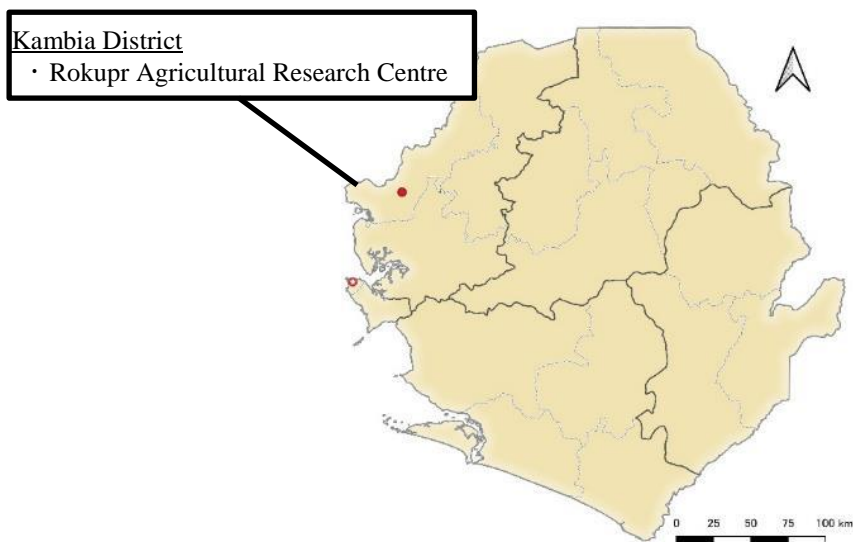 Kambia District
・Rokupr Agricultural Research Centre
0 25 50 75 100 km